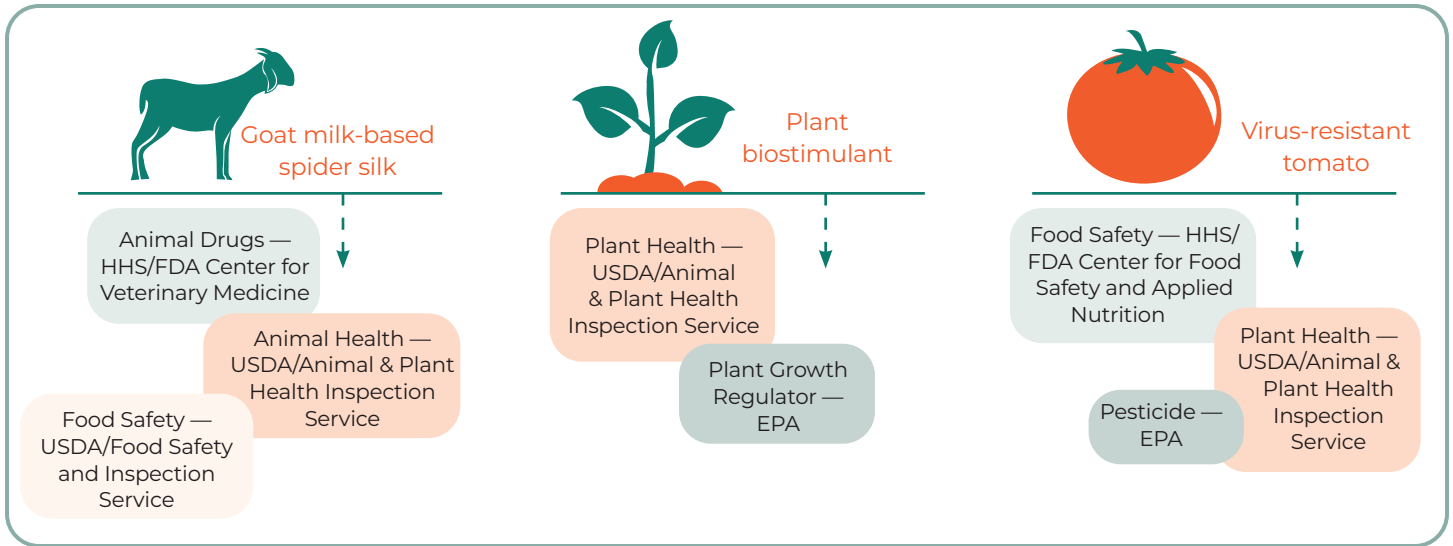 Goat milk-based
spider silk
Animal Drugs —
HHS/FDA Center for
Veterinary Medicine
Animal Health —
USDA/Animal & Plant
Health Inspection
Service
Food Safety —
USDA/Food Safety
and Inspection
Service
Plant
biostimulant
Plant Health —
USDA/Animal
& Plant Health
Inspection Service
Plant Growth
Regulator —
EPA
Virus-resistant
tomato
Food Safety — HHS/
FDA Center for Food
Safety and Applied
Nutrition
Plant Health —
USDA/Animal &
Plant Health
Inspection
Service
Pesticide —
EPA